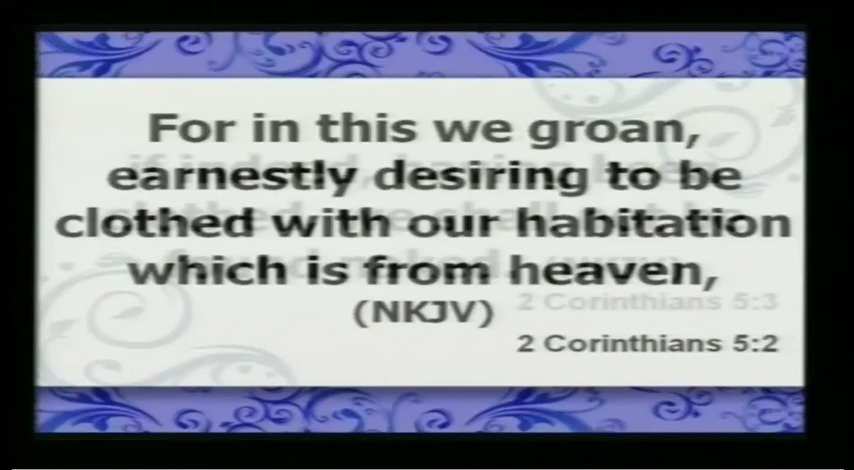 For in this we groan,
earnestly desiring to be
clothed with our habitation
which is from heaven,
(NKJV)
2 Corinthians 5:3
2 Corinthians 5:2